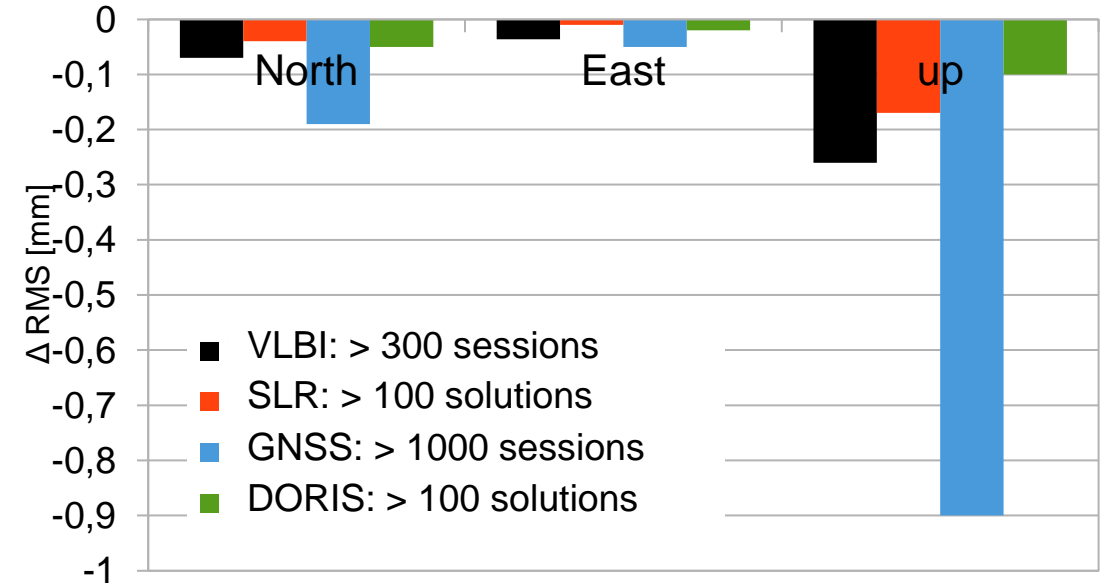 0
-0,1
-0,2
-0,3
-0,4
-0,5
-0,6
-0,7
-0,8
-0,9
-1
Δ RMS [mm]
North East up
VLBI: > 300 sessions
SLR: > 100 solutions
GNSS: > 1000 sessions
DORIS: > 100 solutions